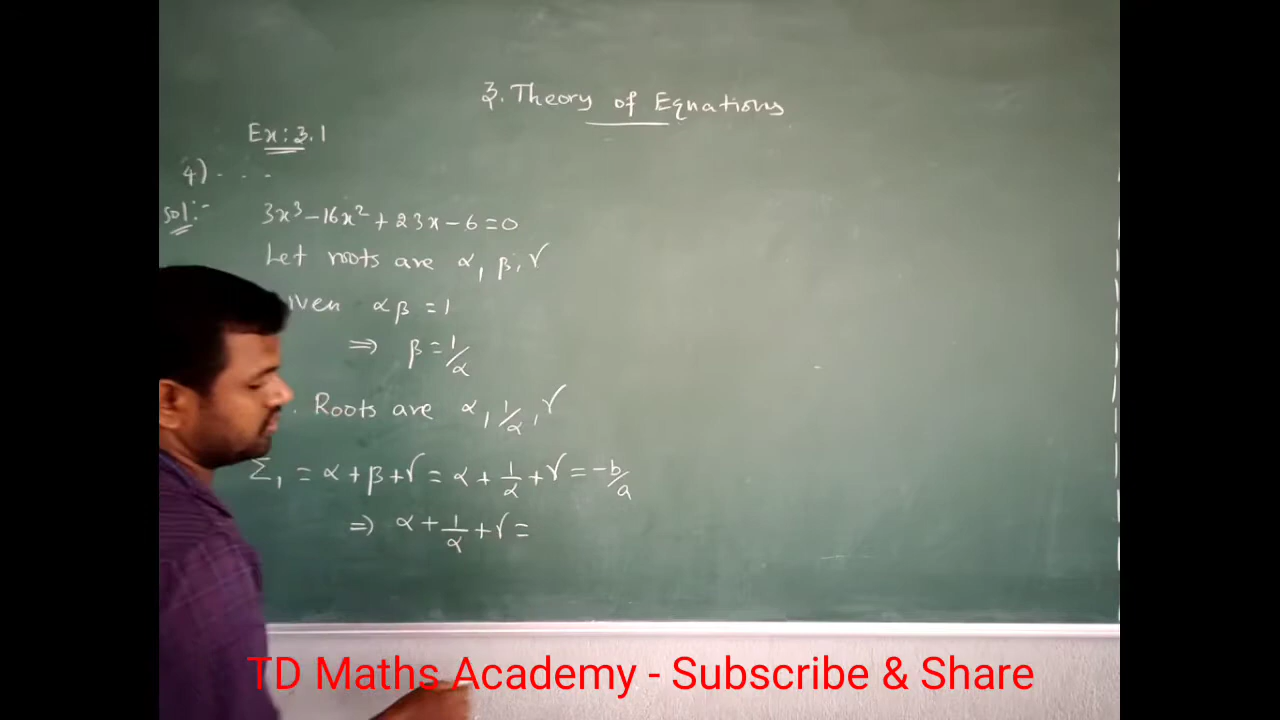 3. Theory of Equations
Ex: 3.1
4) . . .
Sol:-
3x³ - 16x² + 23x - 6 = 0
Let roots are α, β, γ
iven αβ = 1
⇒ β = 1/α
. Roots are α, 1/α, γ
Σ₁ = α + β + γ = α + 1/α + γ = -b/a
⇒ α + 1/α + γ =
TD Maths Academy - Subscribe & Share